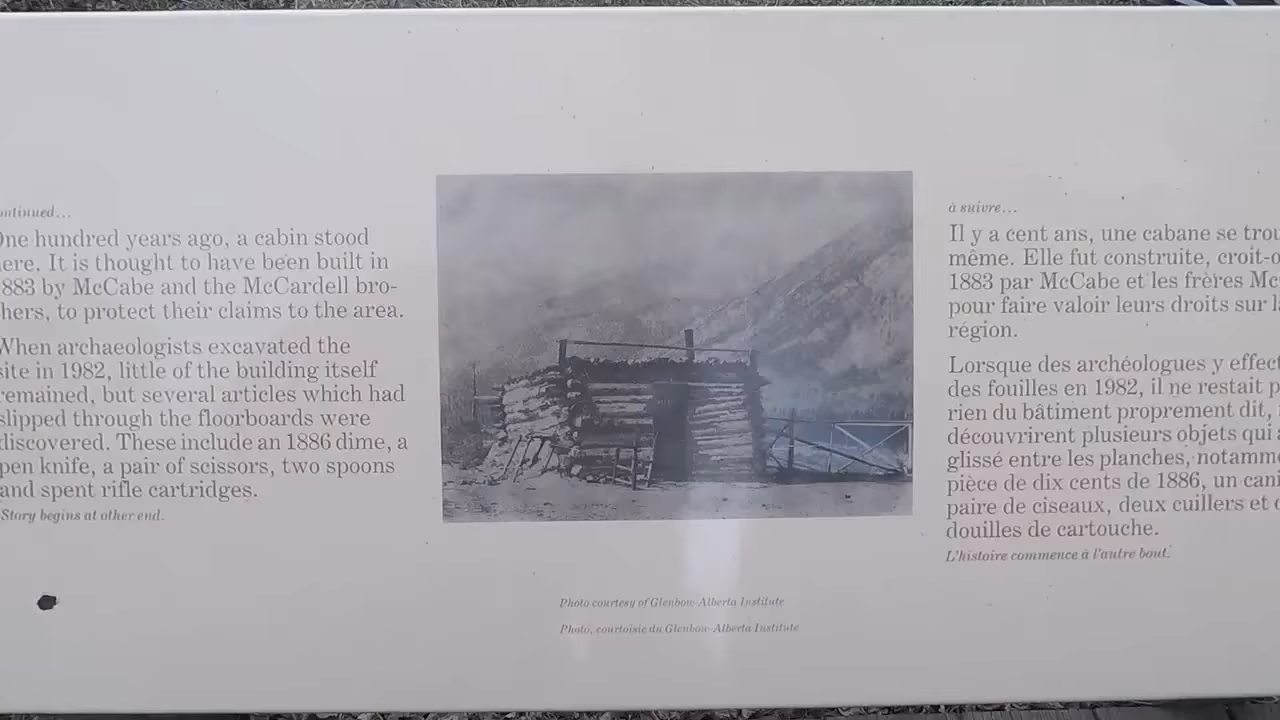 ontinued...
One hundred years ago, a cabin stood
ere. It is thought to have been built in
883 by McCabe and the McCardell bro-
hers, to protect their claims to the area.
When archaeologists excavated the
site in 1982, little of the building itself
remained, but several articles which had
slipped through the floorboards were
discovered. These include an 1886 dime, a
pen knife, a pair of scissors, two spoons
and spent rifle cartridges.
Story begins at other end.
Photo courtesy of Glenbow-Alberta Institute
Photo, courtoisie du Glenbow-Alberta Institute
à suivre...
Il y a cent ans, une cabane se trou
même. Elle fut construite, croit-o
1883 par McCabe et les frères Mc
pour faire valoir leurs droits sur l
région.
Lorsque des archéologues y effec
des fouilles en 1982, il ne restait p
rien du bâtiment proprement dit,
découvrirent plusieurs objets qui
glissé entre les planches, notamm
pièce de dix cents de 1886, un cani
paire de ciseaux, deux cuillers et
douilles de cartouche.
L'histoire commence à l'autre bout.